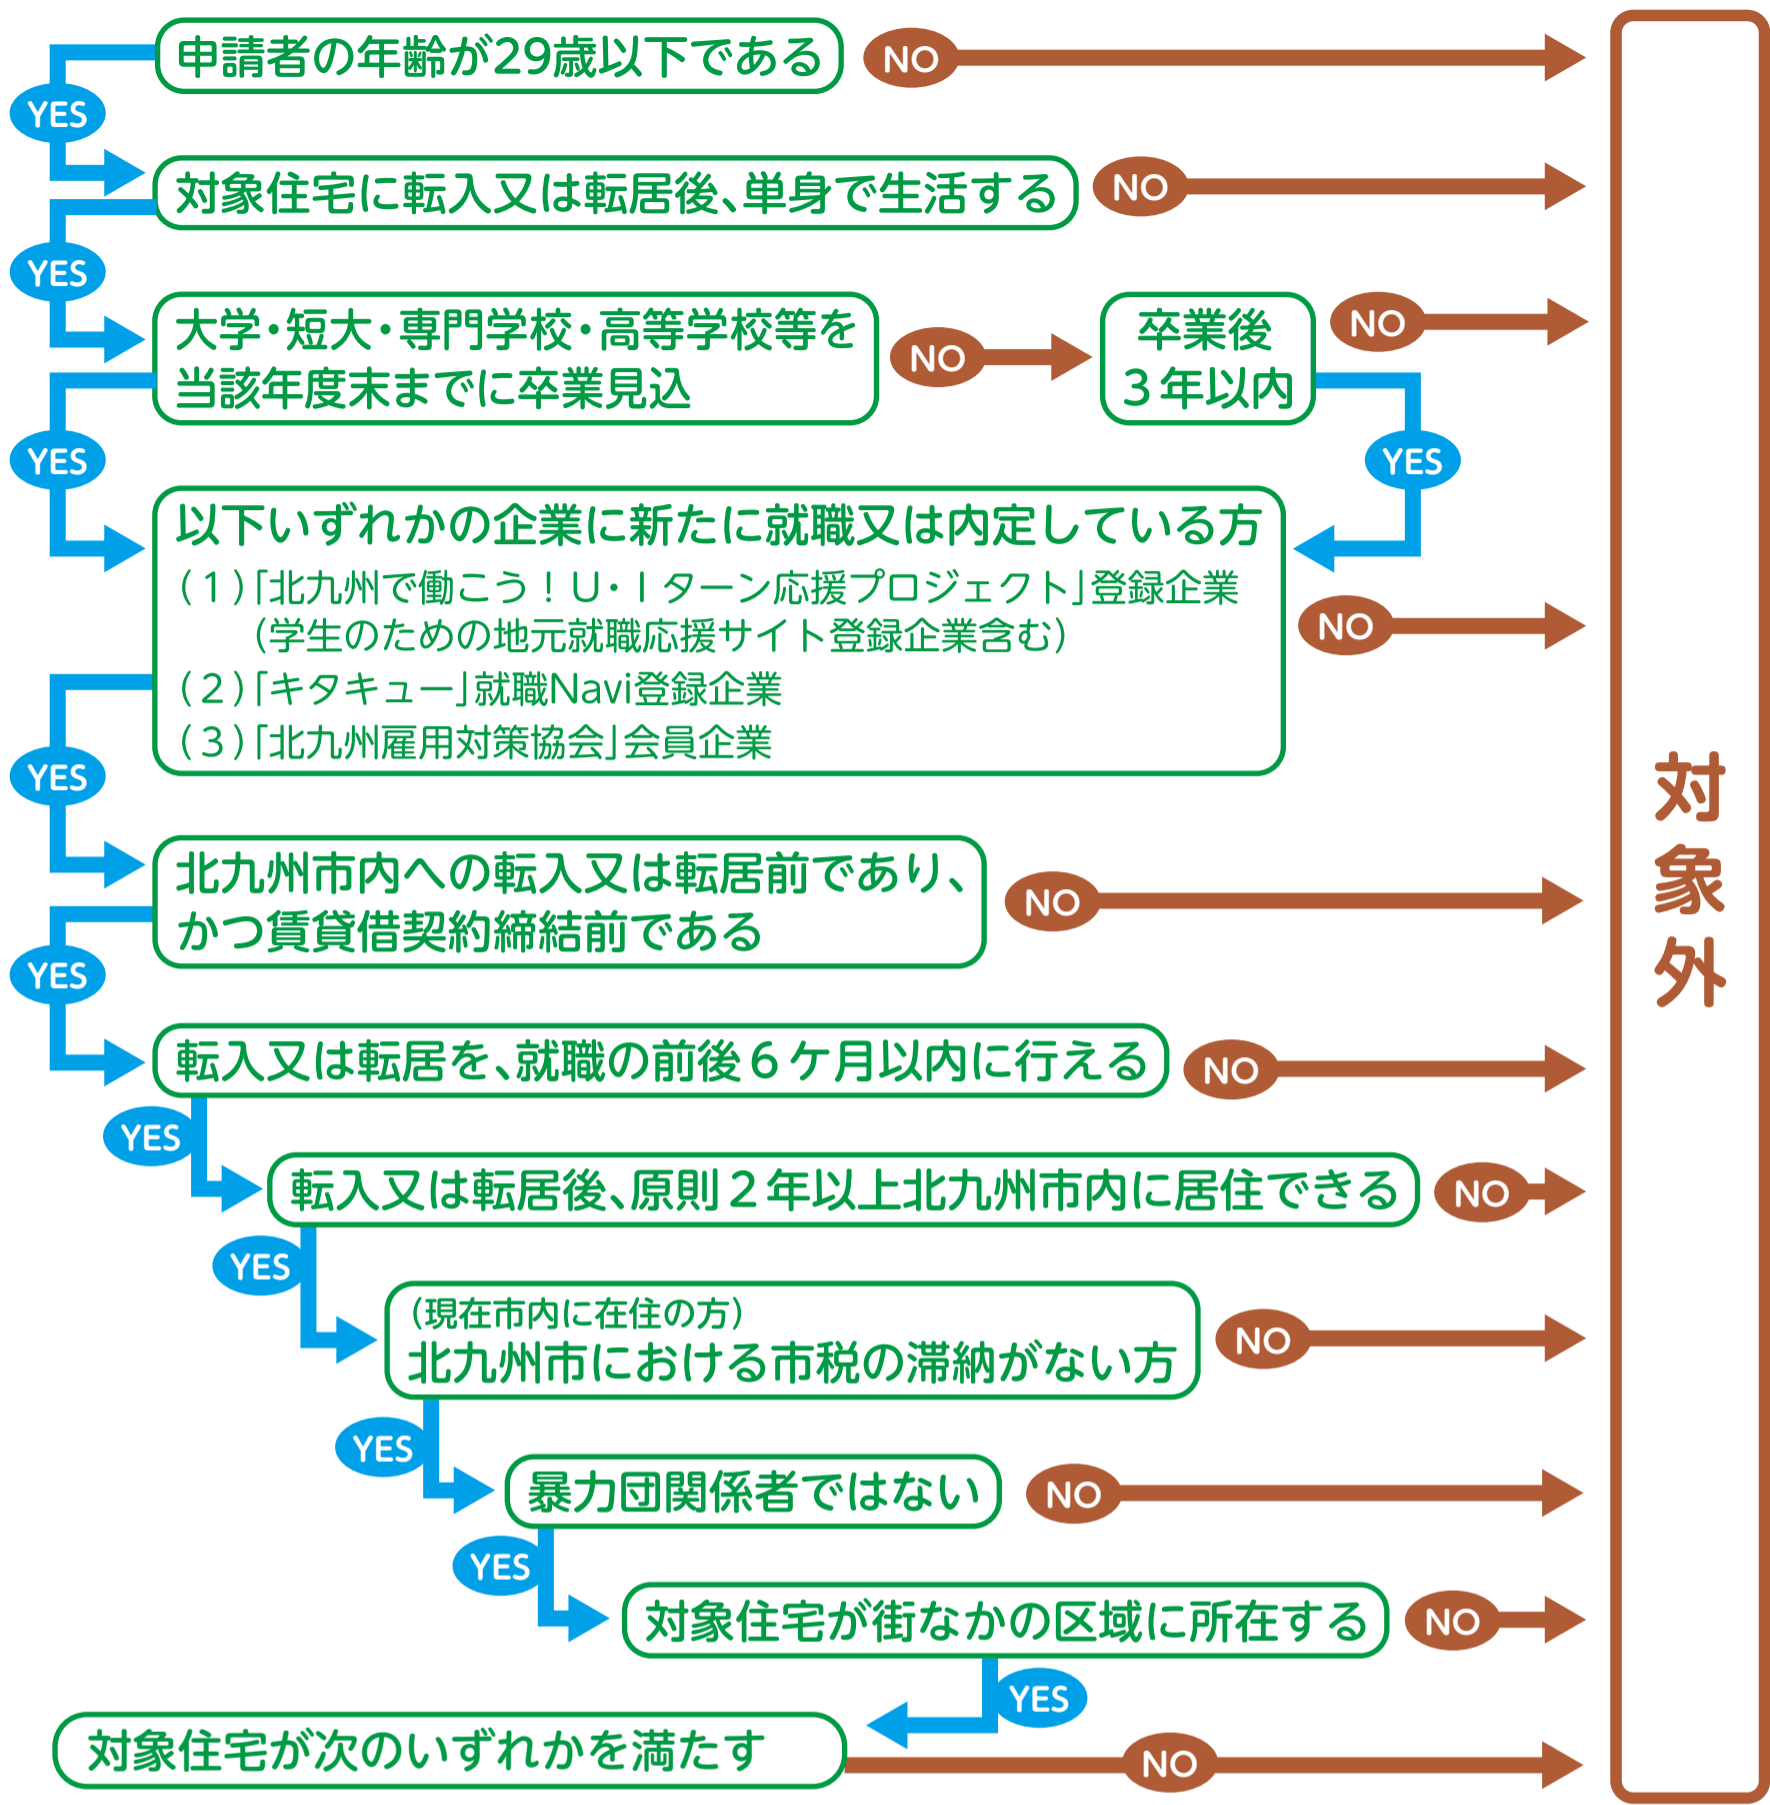 申請者の年齢が29歳以下である
NO
YES
対象住宅に転入又は転居後、単身で生活する
NO
YES
大学・短大・専門学校・高等学校等を
当該年度末までに卒業見込
NO
卒業後
3年以内
NO
YES
YES
以下いずれかの企業に新たに就職又は内定している方
(1)「北九州で働こう！U・Iターン応援プロジェクト」登録企業
(学生のための地元就職応援サイト登録企業含む)
(2)「キタキュー」就職Navi登録企業
(3)「北九州雇用対策協会」会員企業
NO
YES
北九州市内への転入又は転居前であり、
かつ賃貸借契約締結前である
NO
YES
転入又は転居を、就職の前後6ケ月以内に行える
NO
YES
転入又は転居後、原則2年以上北九州市内に居住できる
NO
YES
(現在市内に在住の方)
北九州市における市税の滞納がない方
NO
YES
暴力団関係者ではない
NO
YES
対象住宅が街なかの区域に所在する
NO
YES
対象住宅が次のいずれかを満たす
NO
対象外